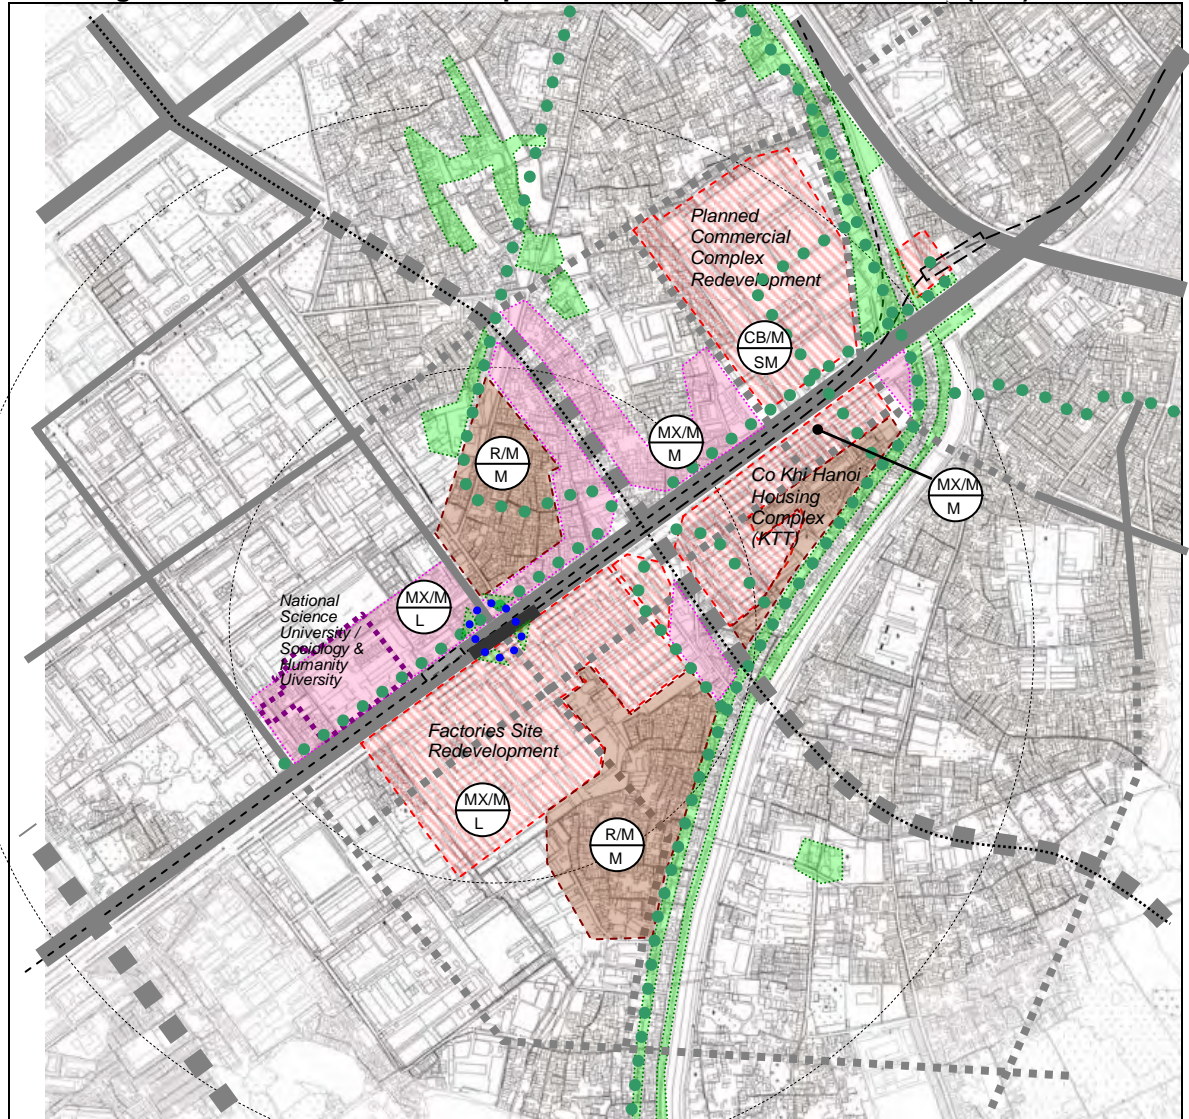 Planned
Commercial
Complex
Redevelopment
CB/M
SM
MX/M
M
R/M
M
Co Khi Hanoi
Housing
Complex
(KTT)
MX/M
M
National
Science
University /
Sociology &
Humanity
Uiversity
MX/M
L
Factories Site
Redevelopment
MX/M
L
R/M
M